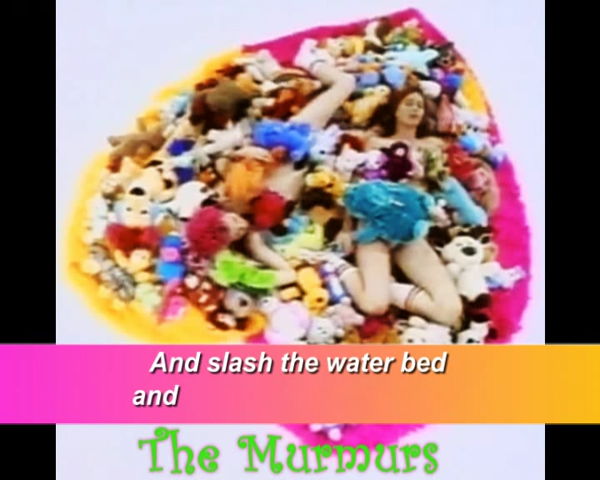 And slash the water bed
and
The Murmurs